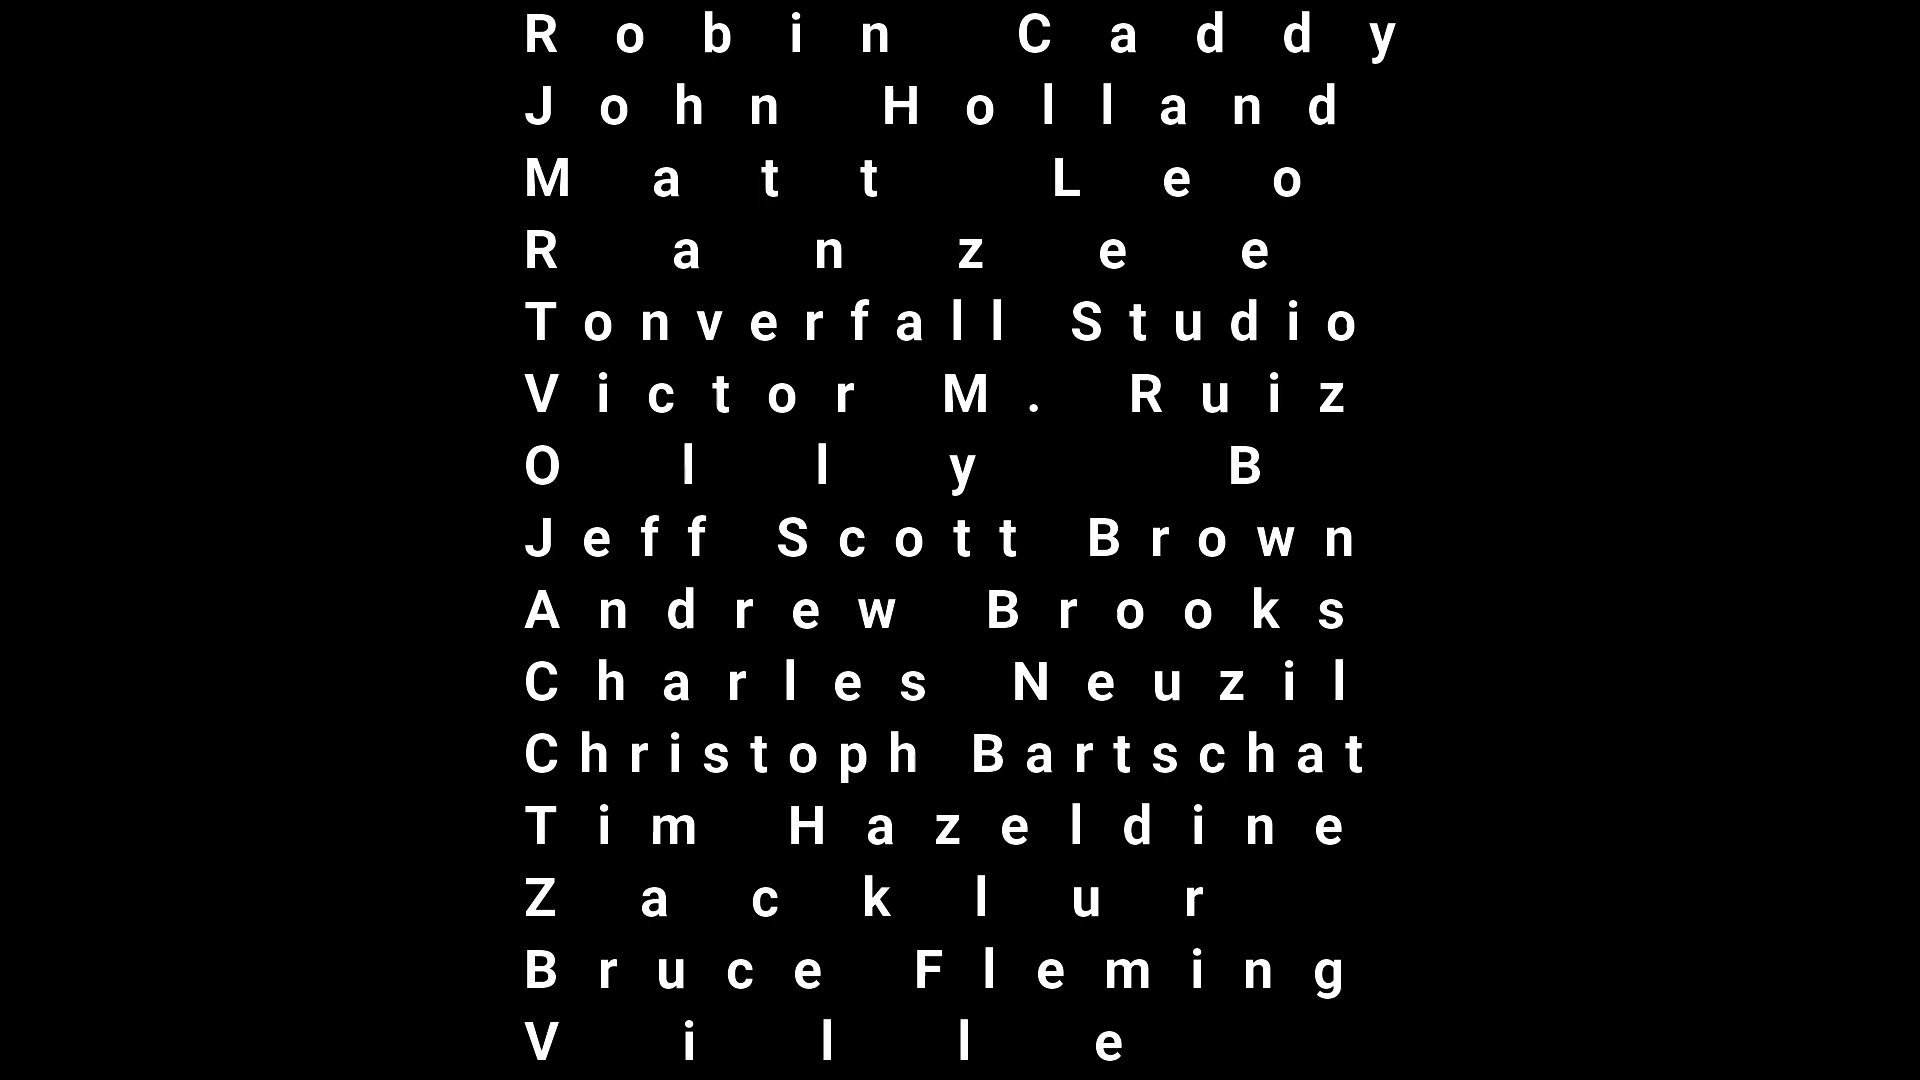 Robin Caddy
John Holland
Matt Leo
Ranzee
Tonverfall Studio
Victor M. Ruiz
Olly B
Jeff Scott Brown
Andrew Brooks
Charles Neuzil
Christoph Bartschat
Tim Hazeldine
Zacklur
Bruce Fleming
Ville